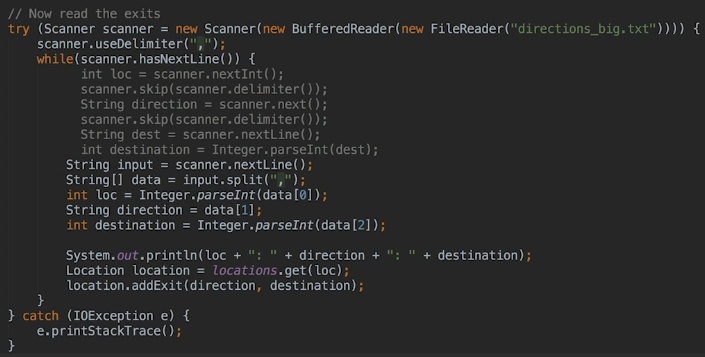 // Now read the exits
try (Scanner scanner = new Scanner(new BufferedReader(new FileReader("directions_big.txt")))) {
    scanner.useDelimiter(",");
    while(scanner.hasNextLine()) {
          int loc = scanner.nextInt();
          scanner.skip(scanner.delimiter());
          String direction = scanner.next();
          scanner.skip(scanner.delimiter());
          String dest = scanner.nextLine();
          int destination = Integer.parseInt(dest);
        String input = scanner.nextLine();
        String[] data = input.split(",");
        int loc = Integer.parseInt(data[0]);
        String direction = data[1];
        int destination = Integer.parseInt(data[2]);

        System.out.println(loc + ": " + direction + ": " + destination);
        Location location = locations.get(loc);
        location.addExit(direction, destination);
    }
} catch (IOException e) {
    e.printStackTrace();
}